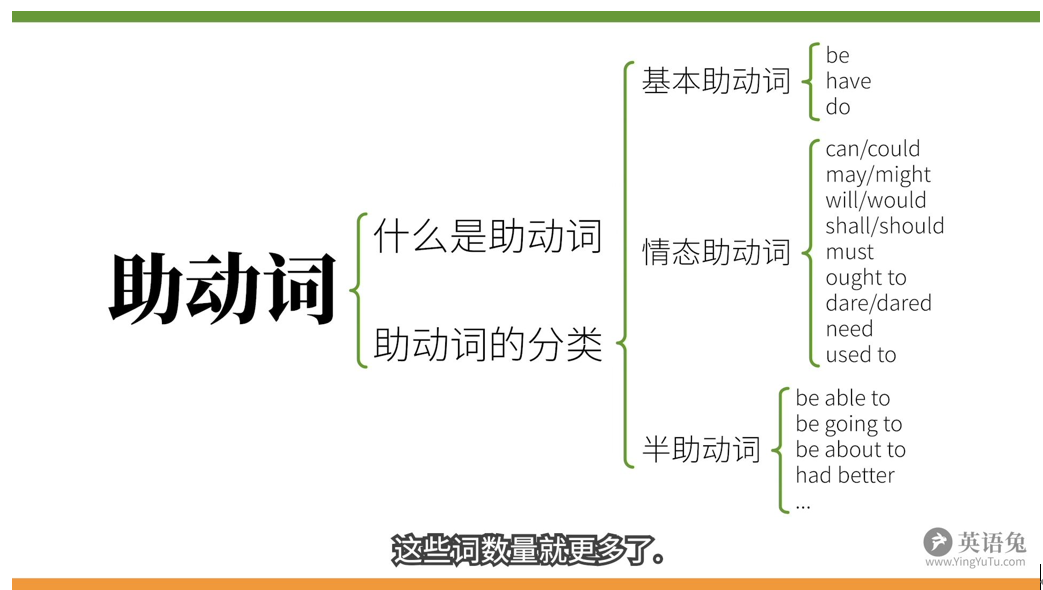 助动词
什么是助动词
助动词的分类
基本助动词
be
have
do
情态助动词
can/could
may/might
will/would
shall/should
must
ought to
dare/dared
need
used to
半助动词
be able to
be going to
be about to
had better
...
这些词数量就更多了.
英语兔
www.YingYuTu.com